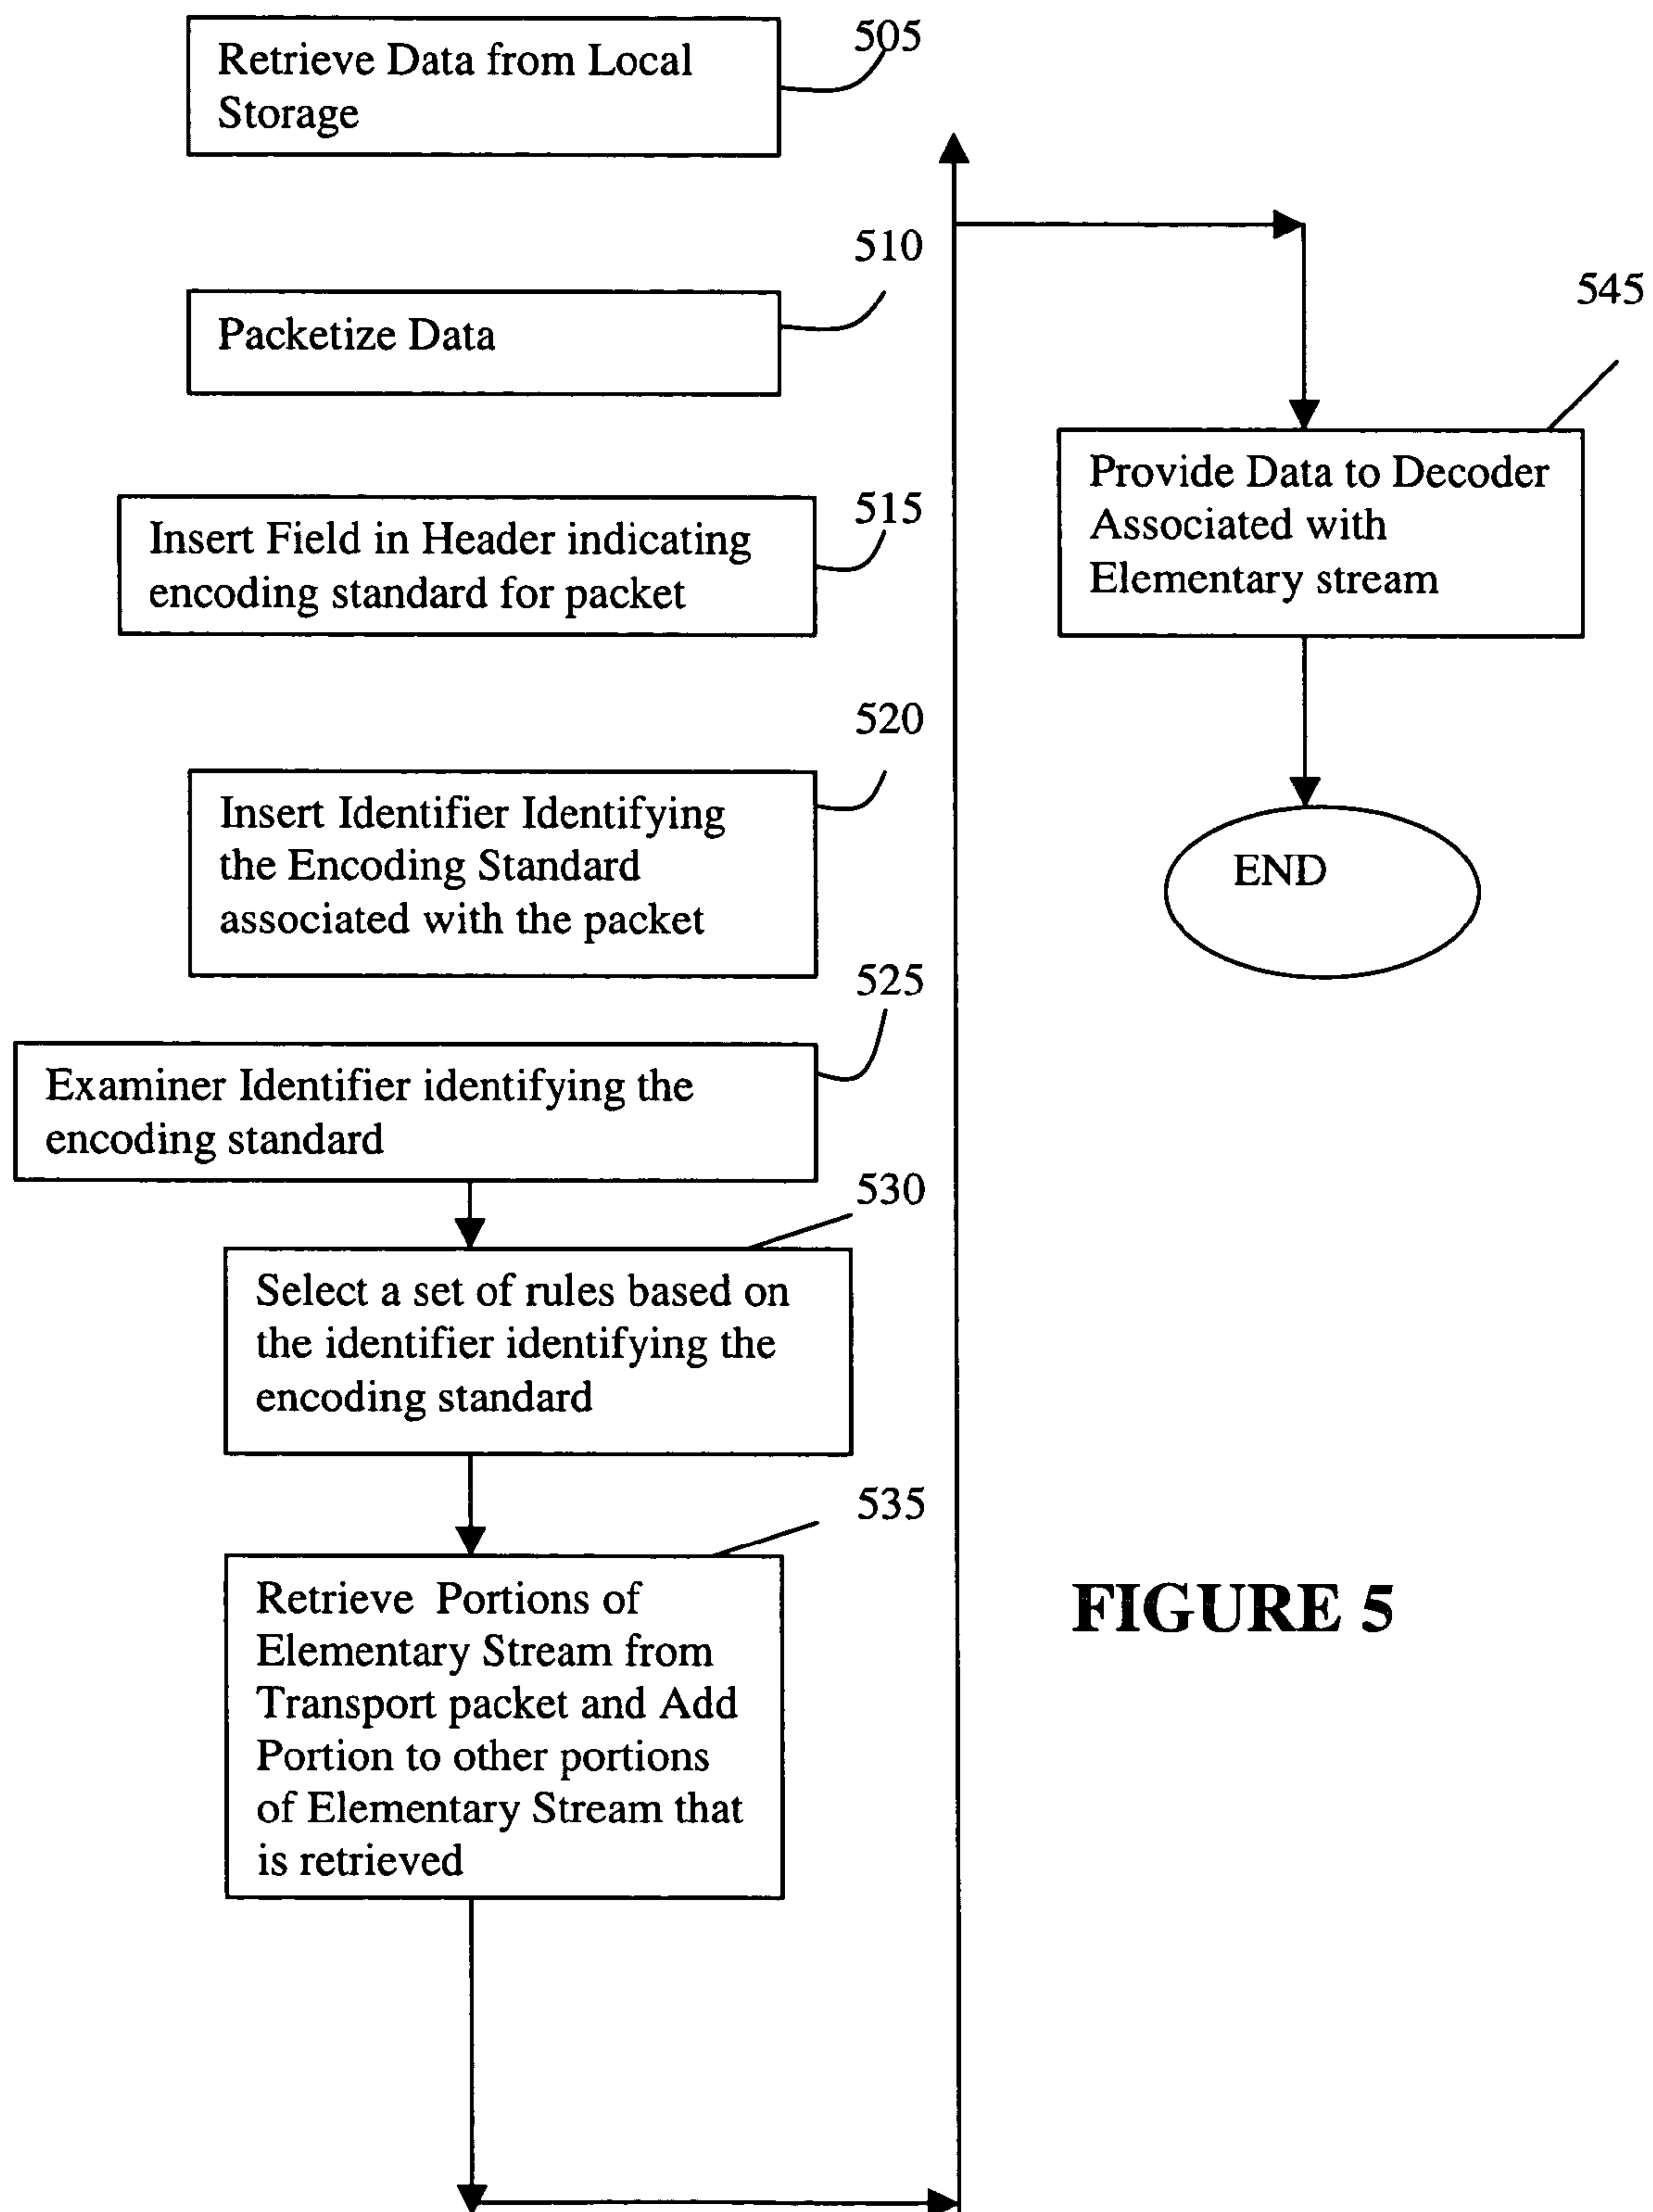 505
Retrieve Data from Local
Storage
510
Packetize Data
515
Insert Field in Header indicating
encoding standard for packet
520
Insert Identifier Identifying
the Encoding Standard
associated with the packet
525
Examiner Identifier identifying the
encoding standard
530
Select a set of rules based on
the identifier identifying the
encoding standard
535
Retrieve Portions of
Elementary Stream from
Transport packet and Add
Portion to other portions
of Elementary Stream that
is retrieved
545
Provide Data to Decoder
Associated with
Elementary stream
END
FIGURE 5